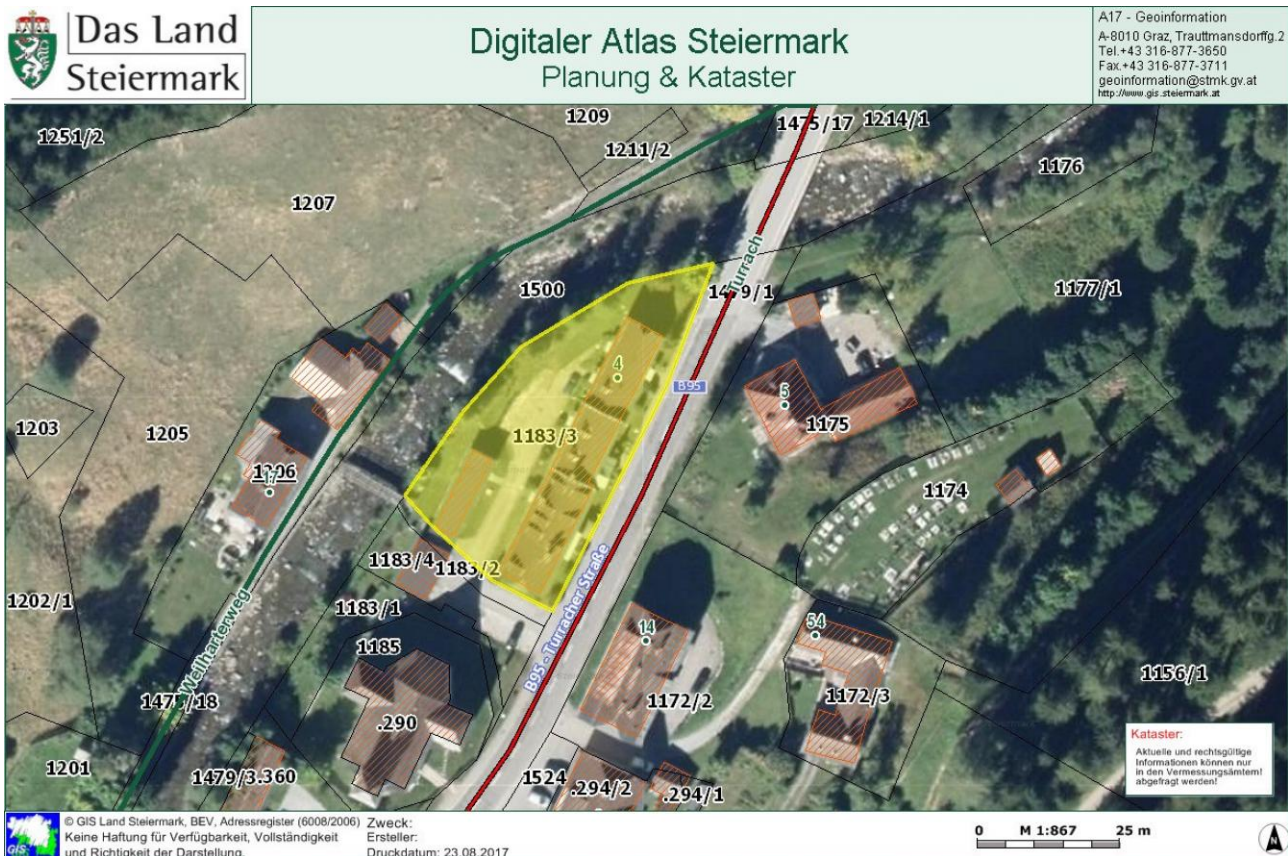 Das Land
Steiermark
Digitaler Atlas Steiermark
Planung & Kataster
A17 - Geoinformation
A-8010 Graz, Trauttmansdorffg.2
Tel.+43 316-877-3650
Fax.+43 316-877-3711
geoinformation@stmk.gv.at
http://www.gis.steiermark.at
1251/2
1209
1475/17
1214/1
1211/2
1176
1207
Turrach
1500
1479/1
1177/1
4
B95
5
1203
1205
1183/3
1175
1206
17
1174
1183/4
1183/2
1202/1
1183/1
B95 - Turracher Straße
14
54
1185
Weilharterweg
1156/1
1475/18
.290
1172/2
1172/3
1201
1479/3
.360
1524
.294/2
.294/1
Kataster:
Aktuelle und rechtsgültige
Informationen können nur
in den Vermessungsämtern!
abgefragt werden!
GIS
© GIS Land Steiermark, BEV, Adressregister (6008/2006)
Keine Haftung für Verfügbarkeit, Vollständigkeit
und Richtigkeit der Darstellung.
Zweck:
Ersteller:
Druckdatum: 23.08.2017
0 M 1:867 25 m
N